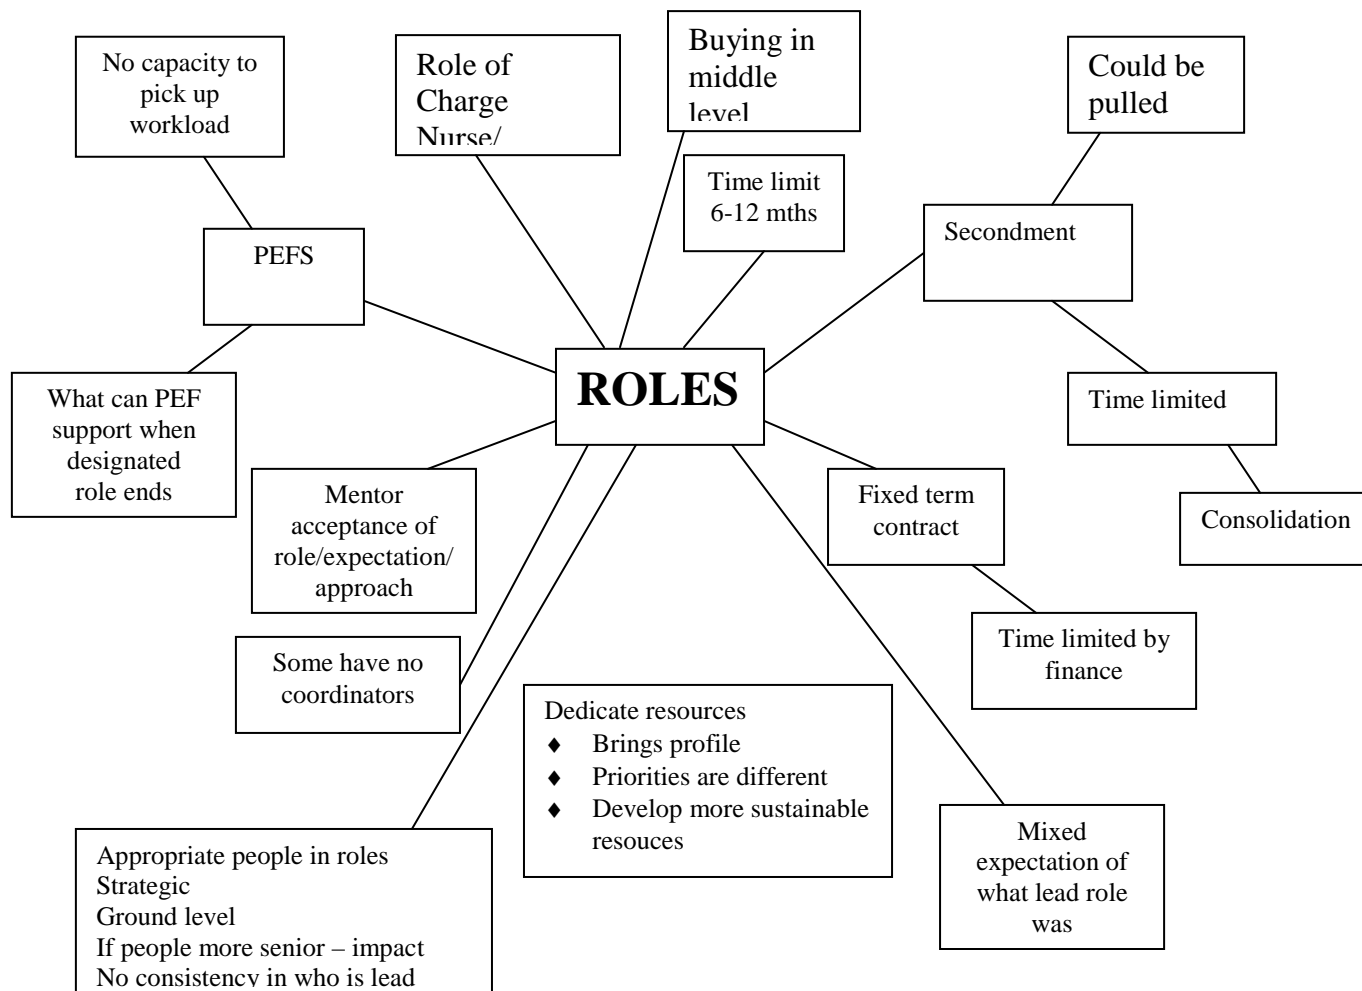 No capacity to
pick up
workload
Role of
Charge
Nurse/
Buying in
middle
level
Could be
pulled
Time limit
6-12 mths
PEFS
Secondment
ROLES
What can PEF
support when
designated
role ends
Time limited
Mentor
acceptance of
role/expectation/
approach
Fixed term
contract
Consolidation
Some have no
coordinators
Time limited by
finance
Dedicate resources
♦ Brings profile
♦ Priorities are different
♦ Develop more sustainable
resouces
Mixed
expectation of
what lead role
was
Appropriate people in roles
Strategic
Ground level
If people more senior – impact
No consistency in who is lead